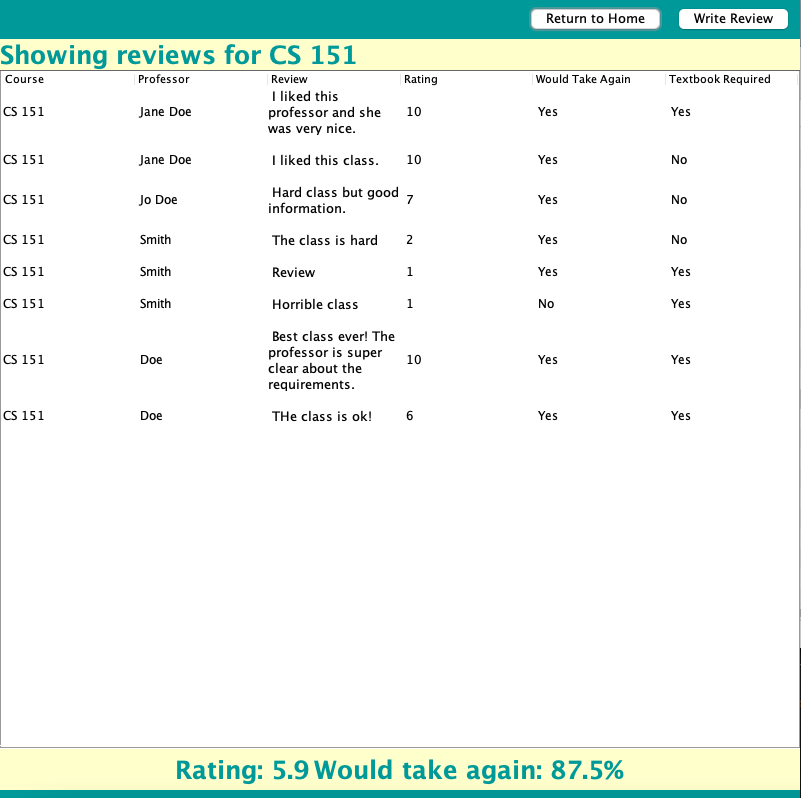 Return to Home Write Review
Showing reviews for CS 151
Course Professor Review Rating Would Take Again Textbook Required
CS 151 Jane Doe I liked this professor and she was very nice. 10 Yes Yes
CS 151 Jane Doe I liked this class. 10 Yes No
CS 151 Jo Doe Hard class but good information. 7 Yes No
CS 151 Smith The class is hard 2 Yes No
CS 151 Smith Review 1 Yes Yes
CS 151 Smith Horrible class 1 No Yes
CS 151 Doe Best class ever! The professor is super clear about the requirements. 10 Yes Yes
CS 151 Doe THe class is ok! 6 Yes Yes
Rating: 5.9 Would take again: 87.5%